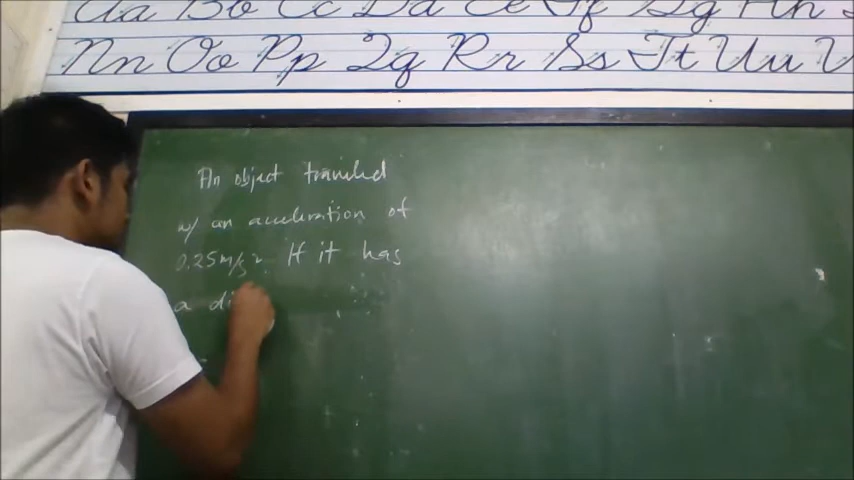 Aa Bb Cc Dd Ee Ff Gg Hh
Nn Oo Pp Qq Rr Ss Tt Uu V
An object traveled
w/ an acceleration of
0.25m/s². If it has
a di